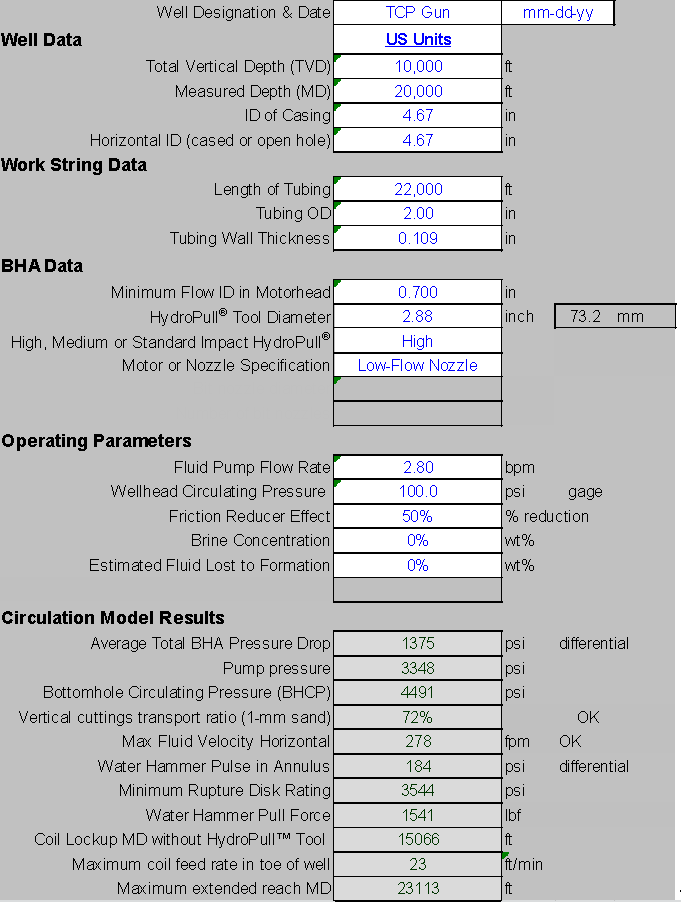 Well Designation & Date TCP Gun mm-dd-yy
Well Data US Units
Total Vertical Depth (TVD) 10,000 ft
Measured Depth (MD) 20,000 ft
ID of Casing 4.67 in
Horizontal ID (cased or open hole) 4.67 in
Work String Data
Length of Tubing 22,000 ft
Tubing OD 2.00 in
Tubing Wall Thickness 0.109 in
BHA Data
Minimum Flow ID in Motorhead 0.700 in
HydroPull® Tool Diameter 2.88 inch 73.2 mm
High, Medium or Standard Impact HydroPull® High
Motor or Nozzle Specification Low-Flow Nozzle
Operating Parameters
Fluid Pump Flow Rate 2.80 bpm
Wellhead Circulating Pressure 100.0 psi gage
Friction Reducer Effect 50% % reduction
Brine Concentration 0% wt%
Estimated Fluid Lost to Formation 0% wt%
Circulation Model Results
Average Total BHA Pressure Drop 1375 psi differential
Pump pressure 3348 psi
Bottomhole Circulating Pressure (BHCP) 4491 psi
Vertical cuttings transport ratio (1-mm sand) 72% OK
Max Fluid Velocity Horizontal 278 fpm OK
Water Hammer Pulse in Annulus 184 psi differential
Minimum Rupture Disk Rating 3544 psi
Water Hammer Pull Force 1541 lbf
Coil Lockup MD without HydroPull™ Tool 15066 ft
Maximum coil feed rate in toe of well 23 ft/min
Maximum extended reach MD 23113 ft